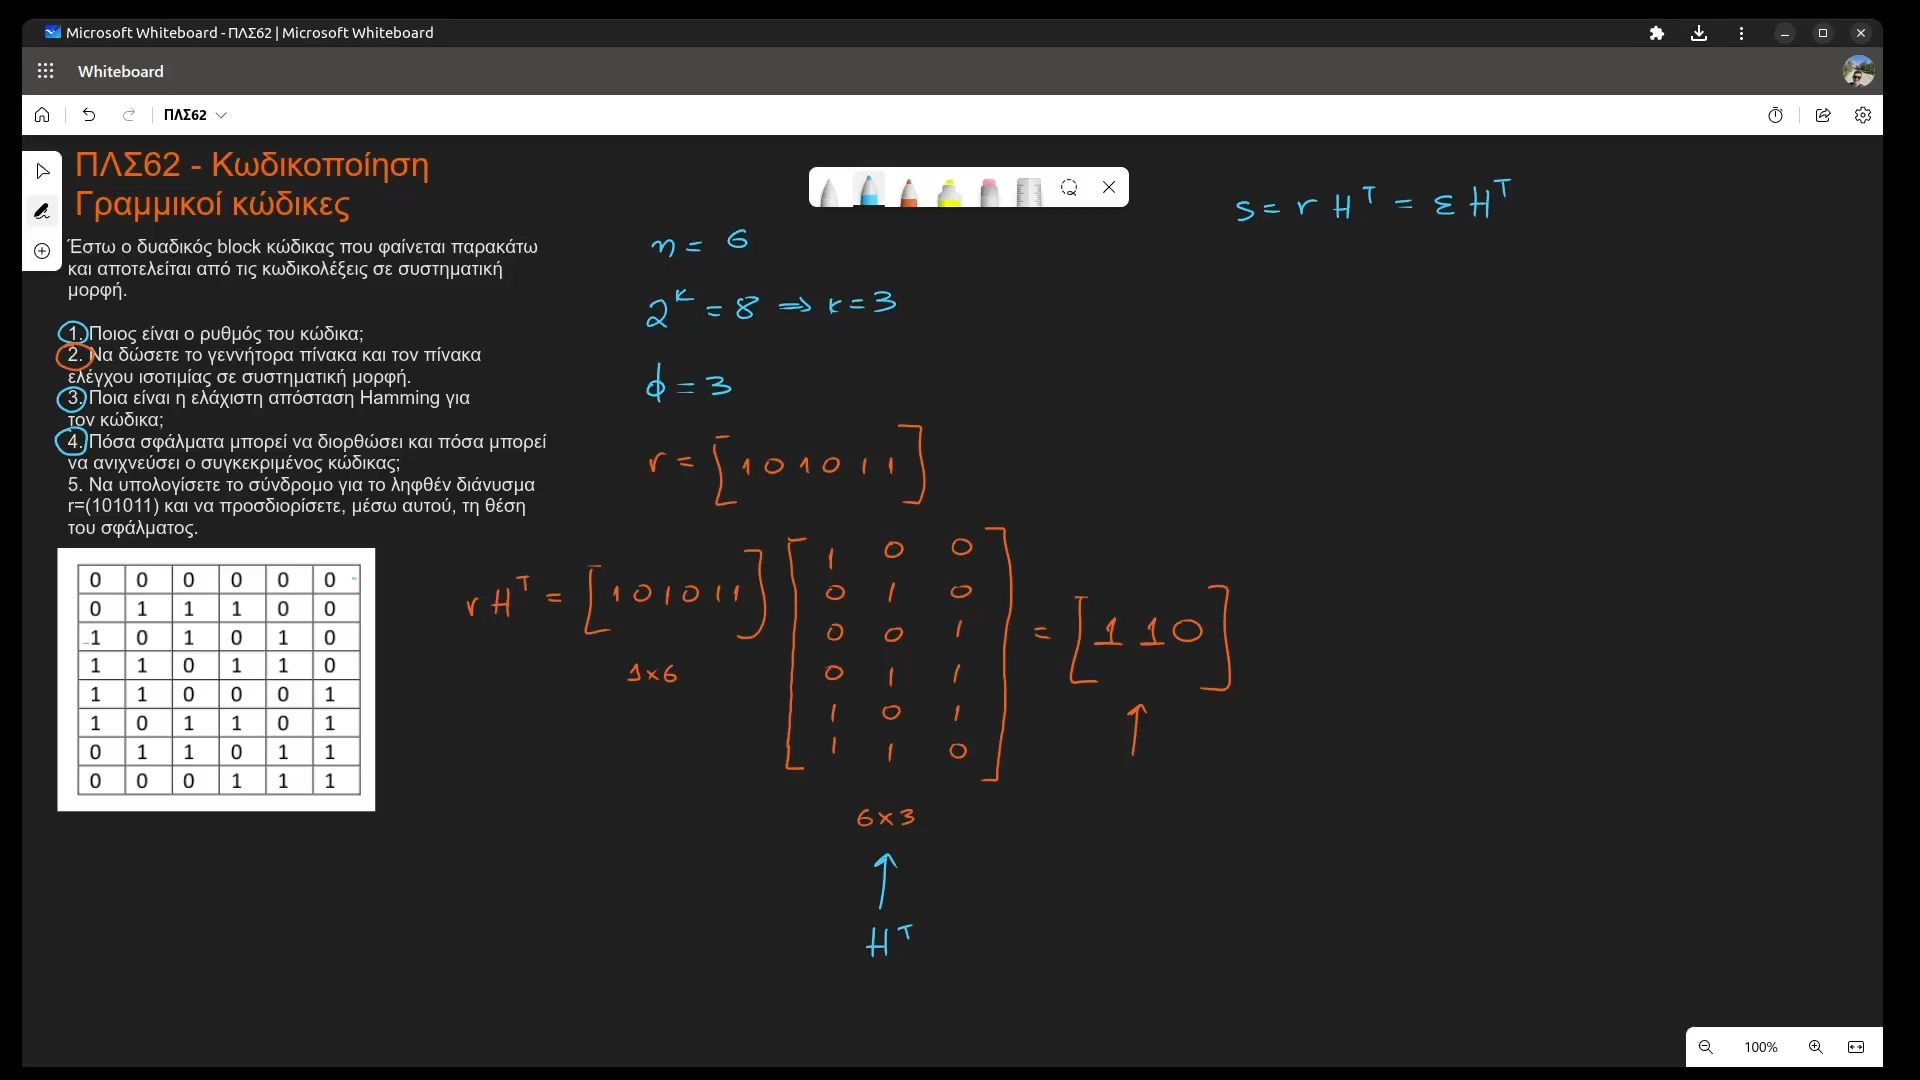 Microsoft Whiteboard - ΠΛΣ62 | Microsoft Whiteboard
Whiteboard
ΠΛΣ62
ΠΛΣ62 - Κωδικοποίηση
Γραμμικοί κώδικες
Έστω ο δυαδικός block κώδικας που φαίνεται παρακάτω
και αποτελείται από τις κωδικολέξεις σε συστηματική
μορφή.
1. Ποιος είναι ο ρυθμός του κώδικα;
2. Να δώσετε το γεννήτορα πίνακα και τον πίνακα
ελέγχου ισοτιμίας σε συστηματική μορφή.
3. Ποια είναι η ελάχιστη απόσταση Hamming για
τον κώδικα;
4. Πόσα σφάλματα μπορεί να διορθώσει και πόσα μπορεί
να ανιχνεύσει ο συγκεκριμένος κώδικας;
5. Να υπολογίσετε το σύνδρομο για το ληφθέν διάνυσμα
r=(101011) και να προσδιορίσετε, μέσω αυτού, τη θέση
του σφάλματος.
0 0 0 0 0 0
0 1 1 1 0 0
1 0 1 0 1 0
1 1 0 1 1 0
1 1 0 0 0 1
1 0 1 1 0 1
0 1 1 0 1 1
0 0 0 1 1 1
n = 6
2^k = 8 ⇒ k = 3
ϕ = 3
r = [1 0 1 0 1 1]
r H^T = [1 0 1 0 1 1]
1×6
1 0 0
0 1 0
0 0 1
0 1 1
1 0 1
1 1 0
= [1 1 0]
6×3
↑
↑
H^T
s = r H^T = ε H^T
100%